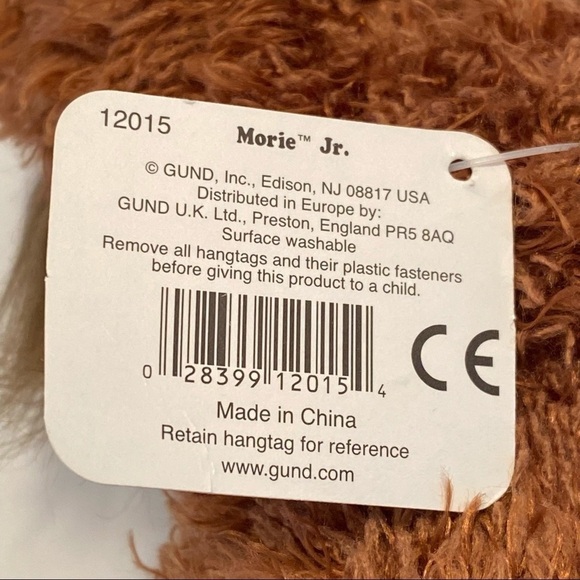 12015
Morie™ Jr.
© GUND, Inc., Edison, NJ 08817 USA
Distributed in Europe by:
GUND U.K. Ltd., Preston, England PR5 8AQ
Surface washable
Remove all hangtags and their plastic fasteners
before giving this product to a child.
0 28399 12015 4
CE
Made in China
Retain hangtag for reference
www.gund.com